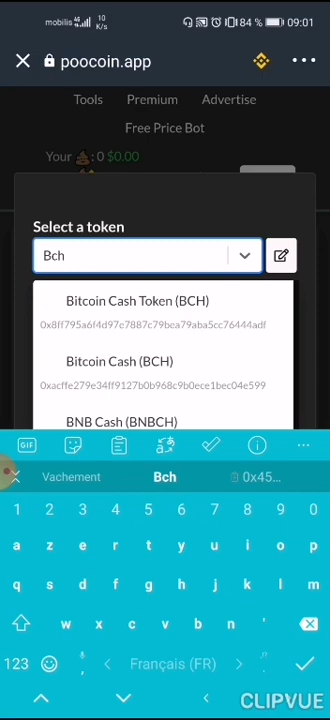 mobilis 4G 10 K/s 84 % 09:01
poocoin.app
Tools Premium Advertise
Free Price Bot
Your : 0 $0.00
Select a token
Bch
Bitcoin Cash Token (BCH)
Bitcoin Cash (BCH)
BNB Cash (BNBCH)
GIF
Vachement Bch 0x45...
1 2 3 4 5 6 7 8 9 0
a z e r t y u i o p
q s d f g h j k l m
w x c v b n '
123 Français (FR)
CLIPVUE